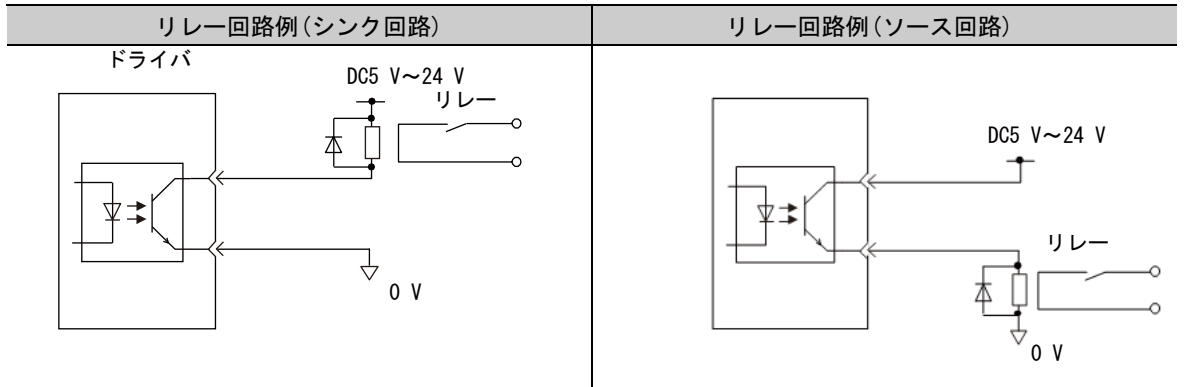 リレー回路例(シンク回路)
リレー回路例(ソース回路)
ドライバ
DC5 V～24 V
リレー
0 V
DC5 V～24 V
リレー
0 V